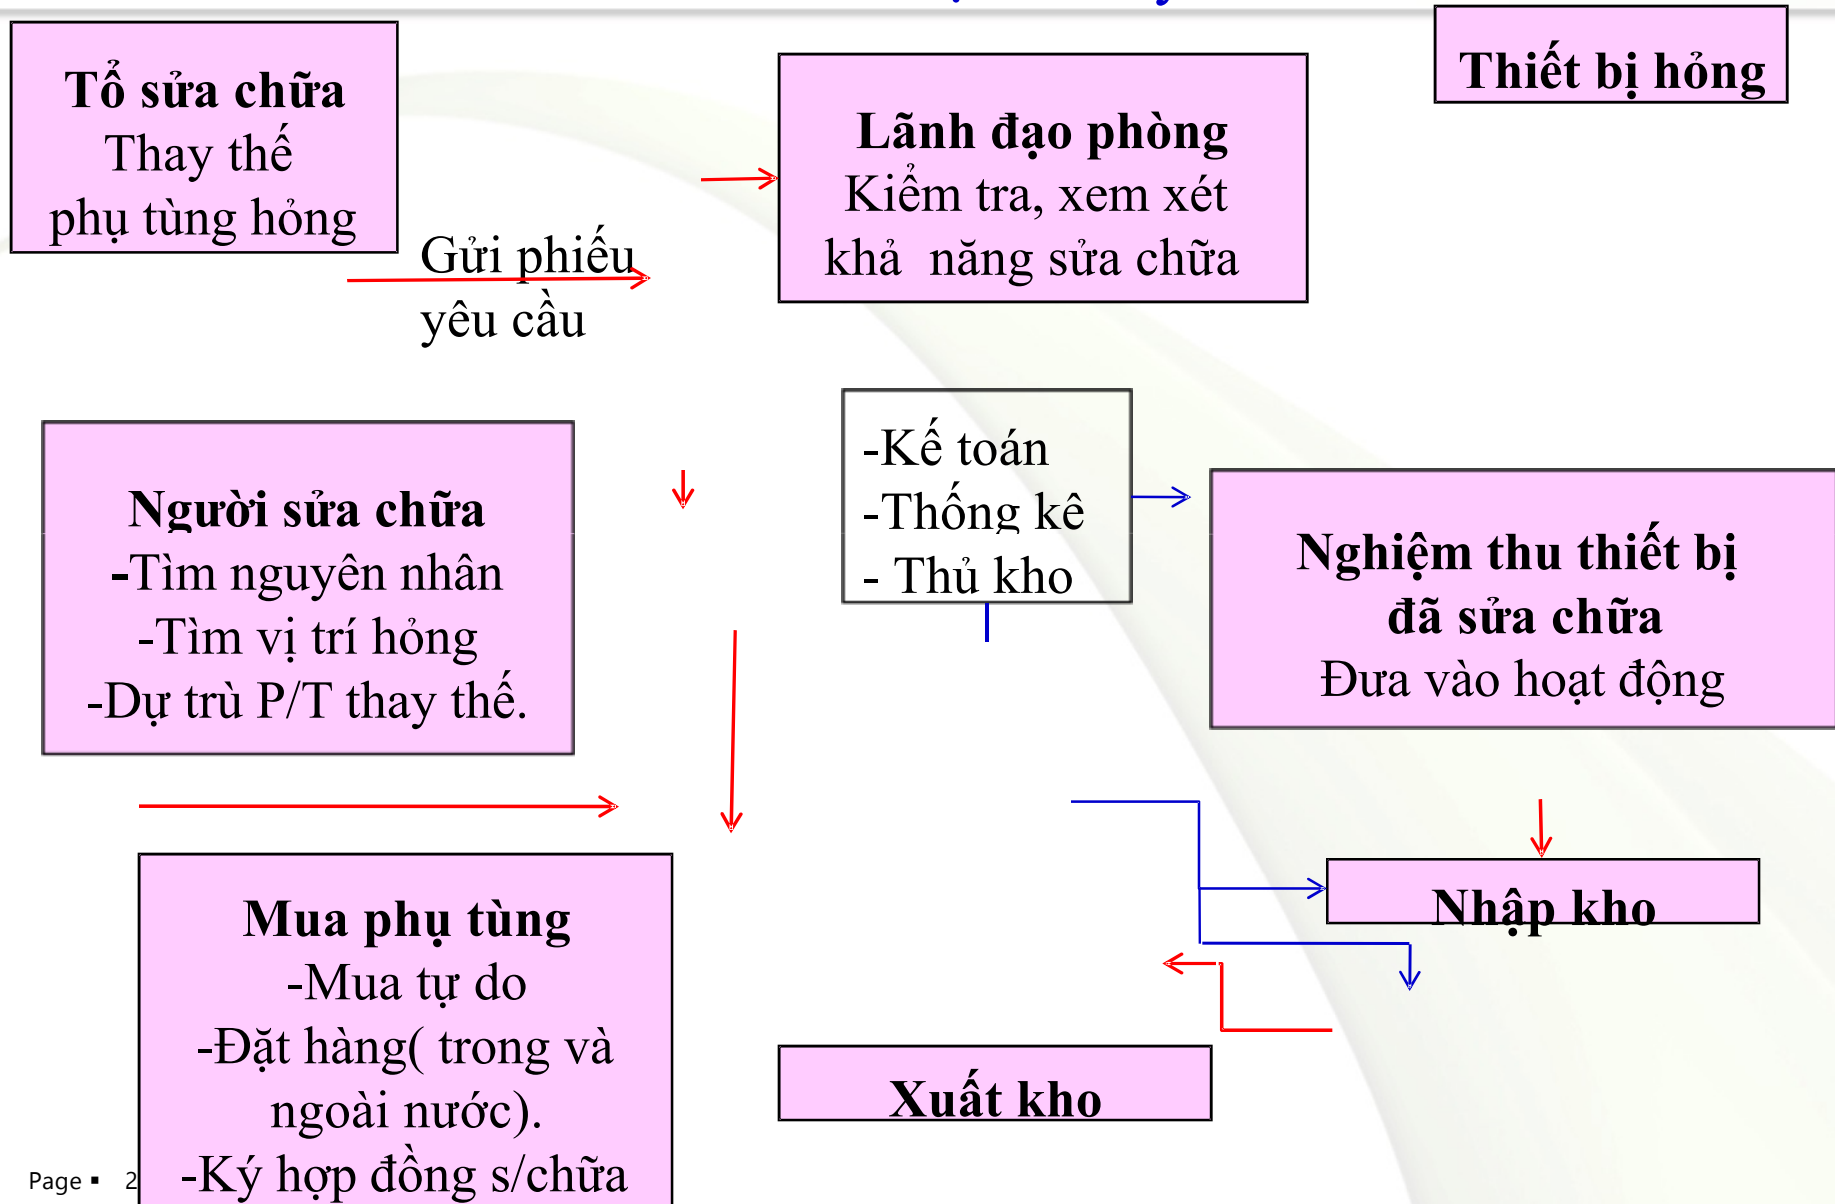 Tổ sửa chữa
Thay thế
phụ tùng hỏng
Gửi phiếu
yêu cầu
Lãnh đạo phòng
Kiểm tra, xem xét
khả  năng sửa chữa
Thiết bị hỏng
Người sửa chữa
-Tìm nguyên nhân
-Tìm vị trí hỏng
-Dự trù P/T thay thế.
-Kế toán
-Thống kê
- Thủ kho
Nghiệm thu thiết bị
đã sửa chữa
Đưa vào hoạt động
Mua phụ tùng
-Mua tự do
-Đặt hàng( trong và
ngoài nước).
-Ký hợp đồng s/chữa
Nhập kho
Xuất kho
Page ▪ 2